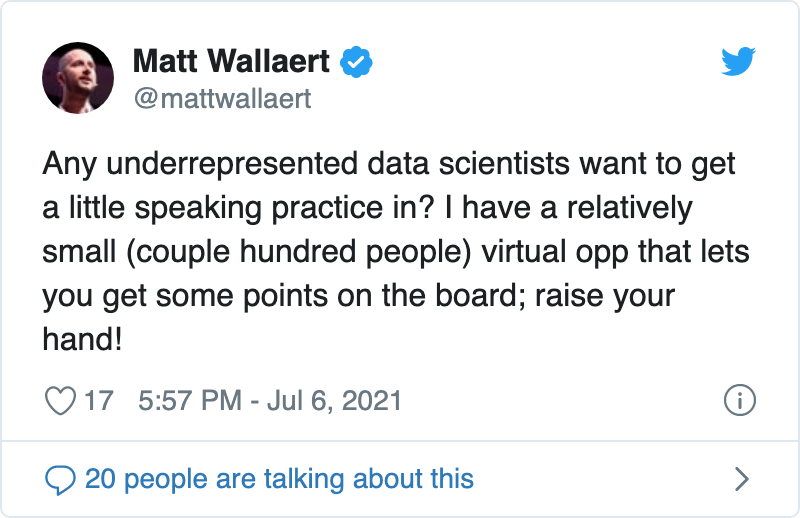 Matt Wallaert
@mattwallaert
Any underrepresented data scientists want to get
a little speaking practice in? I have a relatively
small (couple hundred people) virtual opp that lets
you get some points on the board; raise your
hand!
17 5:57 PM - Jul 6, 2021
20 people are talking about this